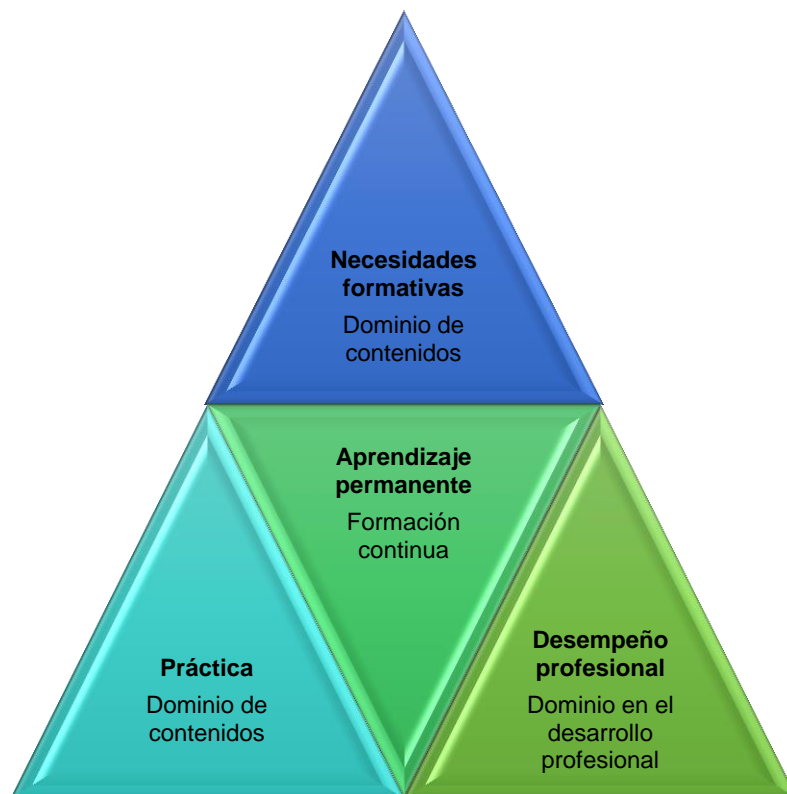 Necesidades
formativas
Dominio de
contenidos
Aprendizaje
permanente
Formación
continua
Práctica
Dominio de
contenidos
Desempeño
profesional
Dominio en el
desarrollo
profesional